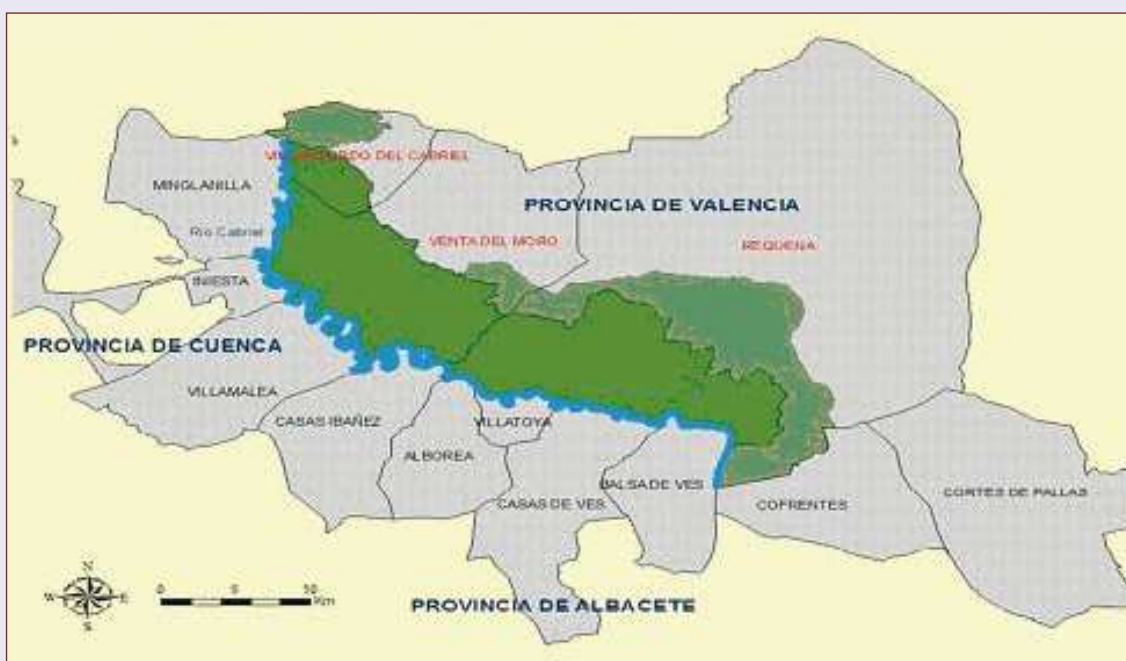 DEL CABRIEL
MINGLANILLA
PROVINCIA DE VALENCIA
Rio Cabriel
VENTA DEL MORO
REQUENA
INIESTA
PROVINCIA DE CUENCA
VILLAMALEA
CASAS IBAÑEZ
VILLATOYA
ALBOREA
BALSA DE VES
CASAS DE VES
COFRENTES
CORTES DE PALLAS
N
W E
S
0 5 10
Km
PROVINCIA DE ALBACETE